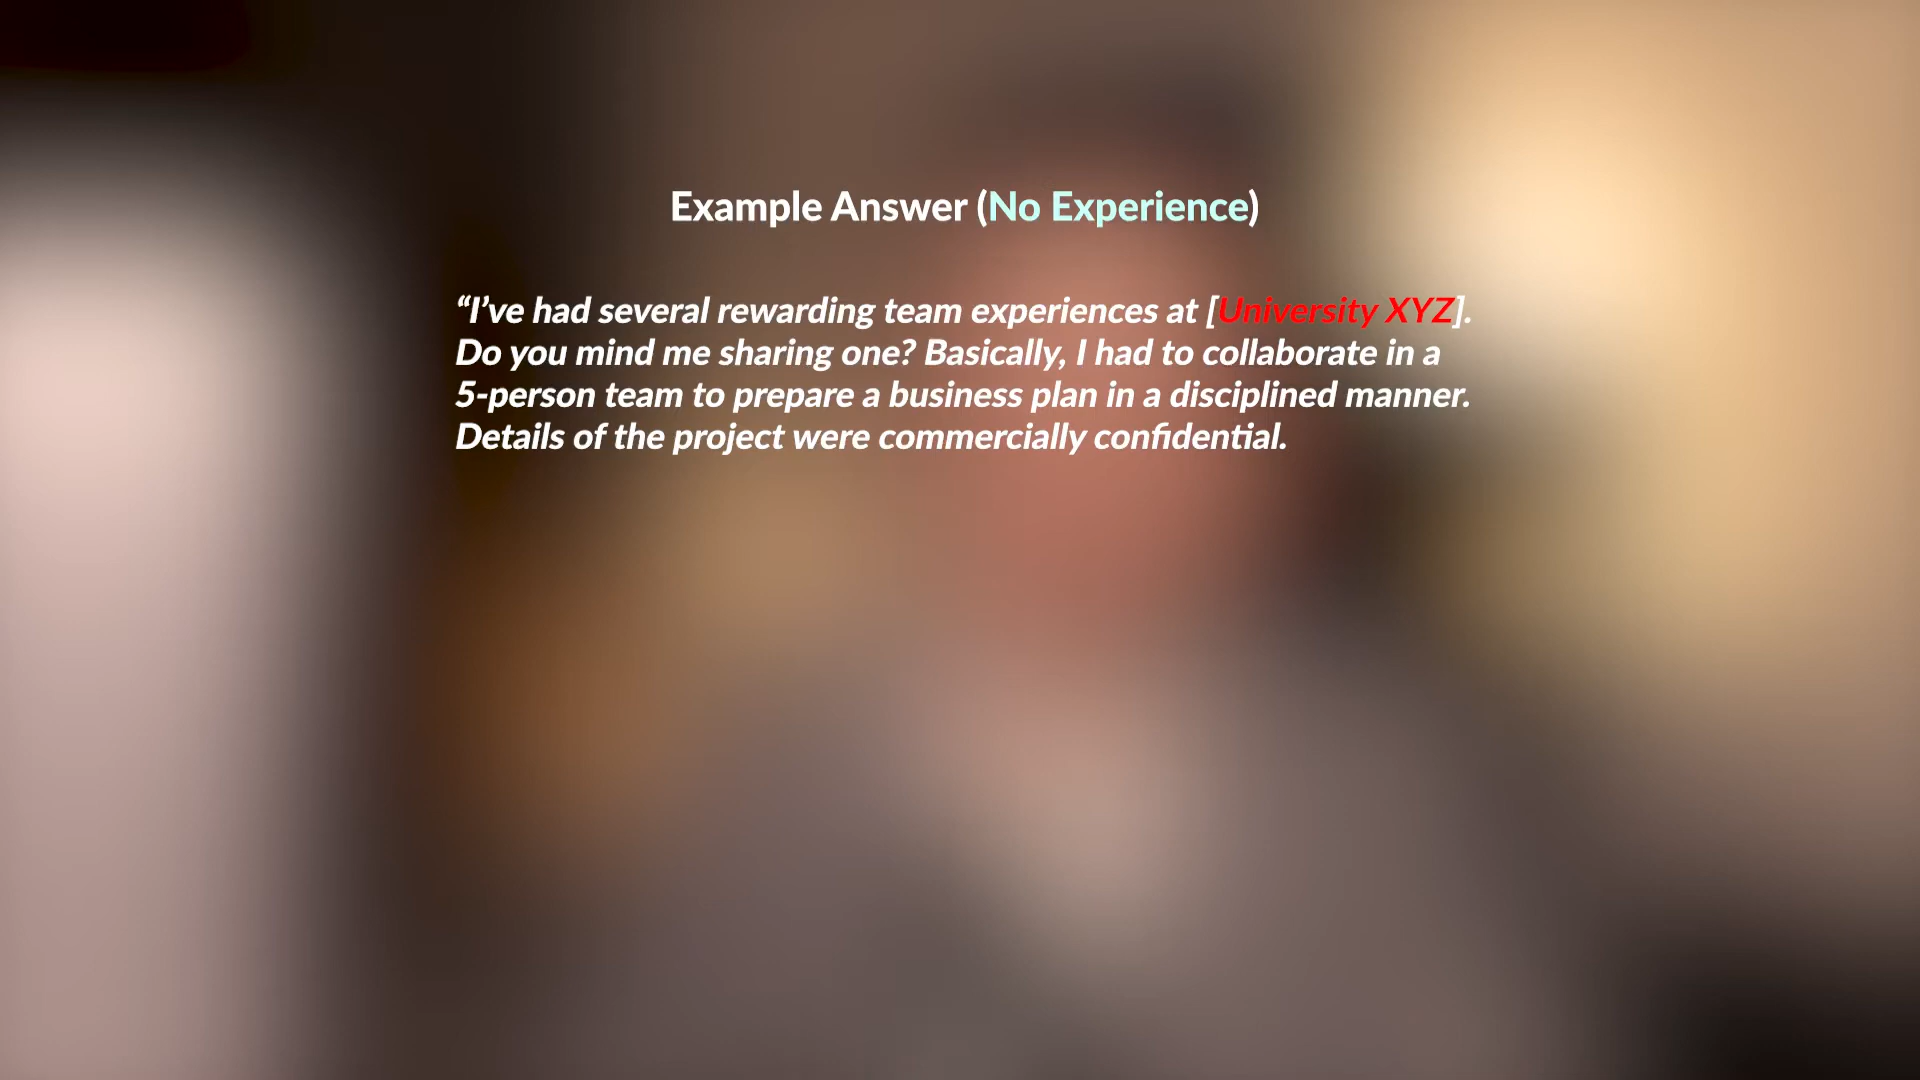 Example Answer (No Experience)
“I’ve had several rewarding team experiences at [University XYZ].
Do you mind me sharing one? Basically, I had to collaborate in a
5-person team to prepare a business plan in a disciplined manner.
Details of the project were commercially confidential.